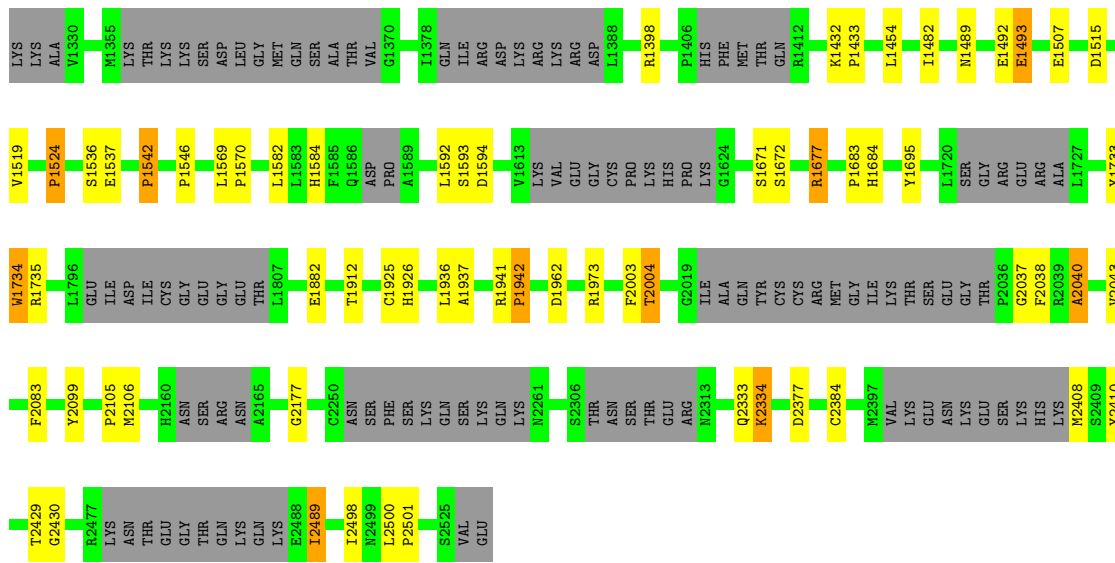 LYS LYS ALA V1330 M1355 LYS THR LYS LYS SER ASP LEU GLY MET GLN SER ALA THR VAL G1370 I1378 GLN ILE ARG ASP LYS ARG LYS ARG ASP L1388 R1398 P1406 HIS PHE MET THR GLN R1412 K1432 P1433 L1454 I1482 N1489 E1492 E1493 E1507 D1515
V1519 P1524 S1536 E1537 P1542 P1546 L1569 P1570 L1582 L1583 H1584 F1585 Q1586 ASP PRO A1589 L1592 S1593 D1594 V1613 LYS VAL GLU GLY CYS PRO LYS HIS PRO LYS G1624 S1671 S1672 R1677 P1683 H1684 Y1695 L1720 SER GLY ARG GLU ARG ALA L1727
W1734 R1735 L1796 GLU ILE ASP ILE CYS GLY GLU GLY GLU THR L1807 E1882 T1912 C1925 H1926 L1936 A1937 R1941 P1942 D1962 R1973 F2003 T2004 G2019 ILE ALA GLN TYR CYS CYS ARG MET GLY ILE LYS THR SER GLU GLY THR P2036 G2037 F2038 R2039 A2040
F2083 Y2099 P2105 M2106 H2160 ASN SER ARG ASN A2165 G2177 C2250 ASN SER PHE SER LYS GLN SER LYS GLN LYS N2261 S2306 THR ASN SER THR GLU ARG N2313 Q2333 K2334 D2377 C2384 M2397 VAL LYS GLU ASN LYS GLU SER LYS HIS LYS M2408 S2409
T2429 G2430 R2477 LYS ASN THR GLU GLY THR GLN LYS GLN LYS E2488 I2489 I2498 N2499 L2500 P2501 S2525 VAL GLU